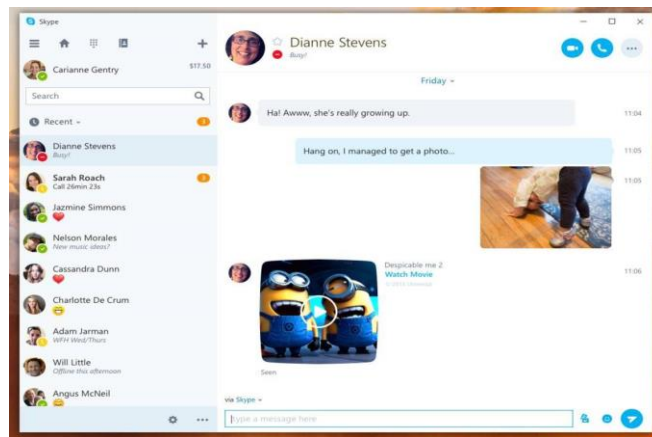 Skype
Carianne Gentry
$17.50
Search
Recent
Dianne Stevens
Busy!
Sarah Roach
Call 26min 23s
Jazmine Simmons
Nelson Morales
New music ideas?
Cassandra Dunn
Charlotte De Crum
Adam Jarman
WFH Wed/Thurs
Will Little
Offline this afternoon
Angus McNeil
Dianne Stevens
Busy!
Friday
Ha! Awww, she's really growing up.
11:04
Hang on, I managed to get a photo...
11:05
11:05
Despicable me 2
Watch Movie
11:06
Seen
via Skype
Type a message here